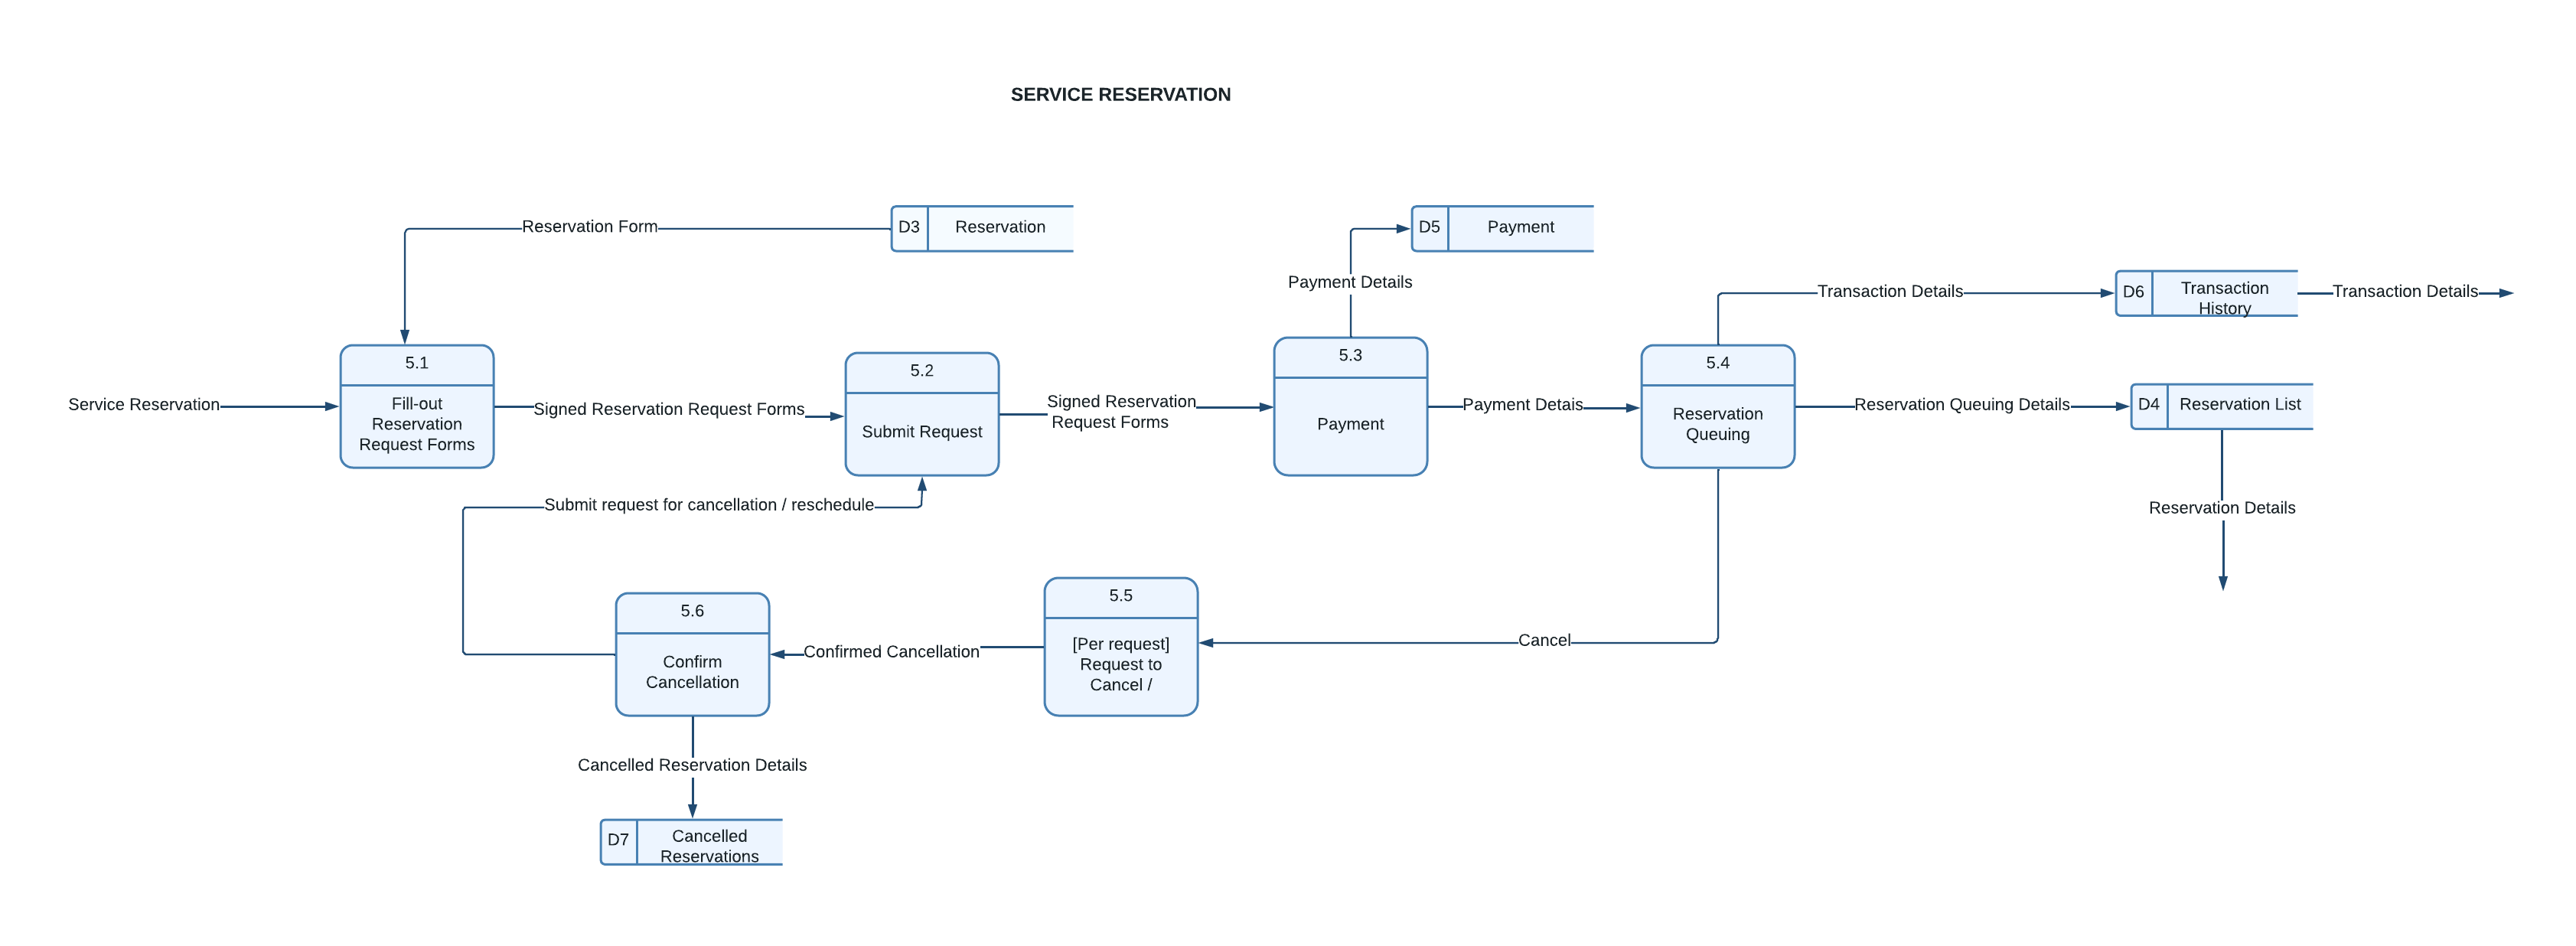 SERVICE RESERVATION
Reservation Form
D3
Reservation
D5
Payment
Payment Details
Transaction Details
D6
Transaction
History
Transaction Details
5.1
Fill-out
Reservation
Request Forms
5.2
Submit Request
5.3
Payment
5.4
Reservation
Queuing
Service Reservation
Signed Reservation Request Forms
Signed Reservation
Request Forms
Payment Detais
Reservation Queuing Details
D4
Reservation List
Submit request for cancellation / reschedule
Reservation Details
5.6
Confirm
Cancellation
Confirmed Cancellation
5.5
[Per request]
Request to
Cancel /
Cancel
Cancelled Reservation Details
D7
Cancelled
Reservations